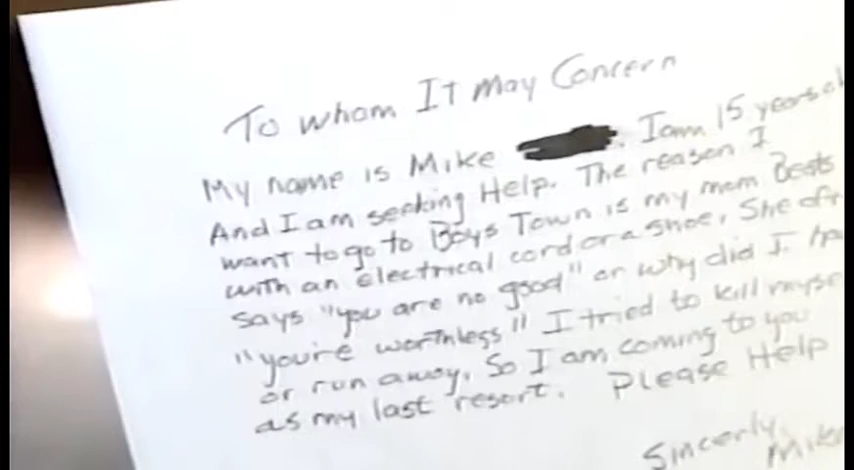 To whom It May Concern
My name is Mike . I am 15 years
And I am seeking Help. The reason I
want to go to Boys Town is my mom Beats
with an electrical cord or a shoe. She
says "you are no good" or why did I
"you're worthless" I tried to kill
or run away. So I am coming to you
as my last resort. Please Help
Sincerly,
Mike